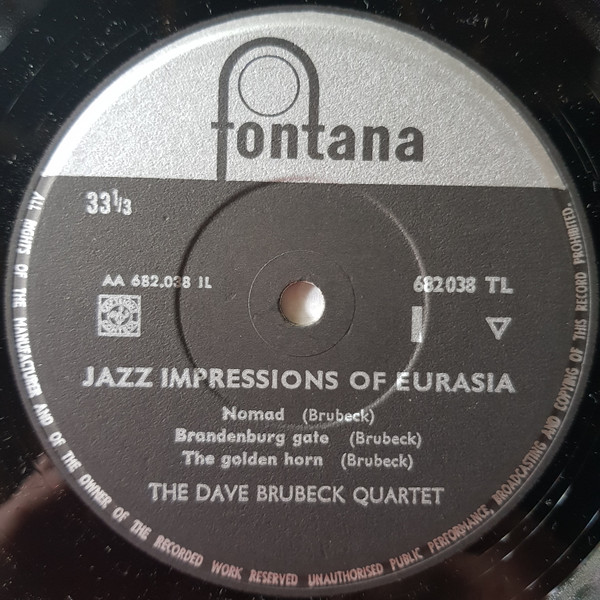 fontana
33⅓
AA 682.038 1L
682038 TL
I
JAZZ IMPRESSIONS OF EURASIA
Nomad (Brubeck)
Brandenburg gate (Brubeck)
The golden horn (Brubeck)
THE DAVE BRUBECK QUARTET
ALL RIGHTS OF THE MANUFACTURER AND OF THE OWNER OF THE RECORDED WORK RESERVED UNAUTHORISED PUBLIC PERFORMANCE, BROADCASTING AND COPYING OF THIS RECORD PROHIBITED.